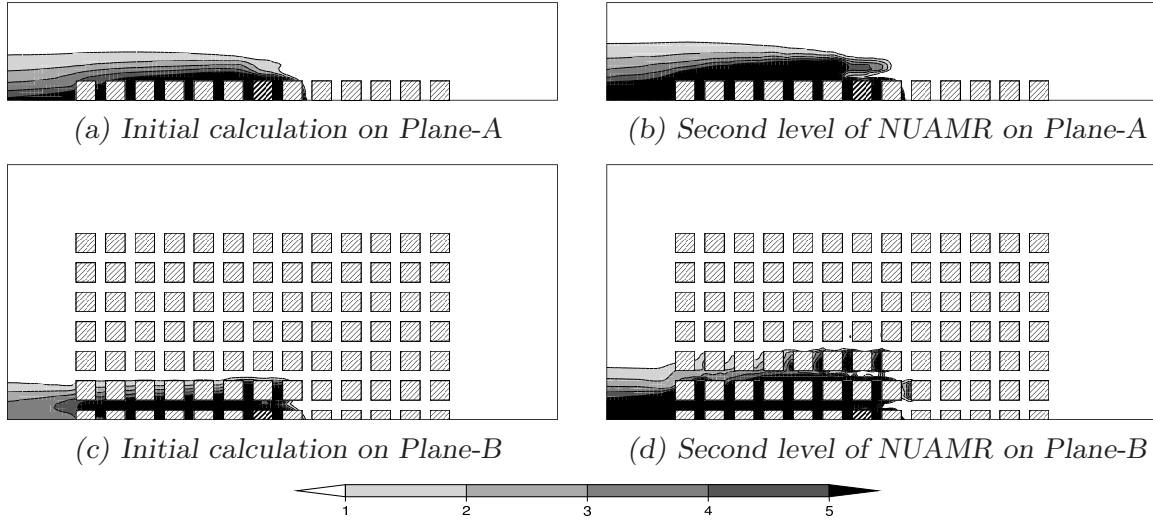 (a) Initial calculation on Plane-A
(b) Second level of NUAMR on Plane-A
(c) Initial calculation on Plane-B
(d) Second level of NUAMR on Plane-B
1 2 3 4 5